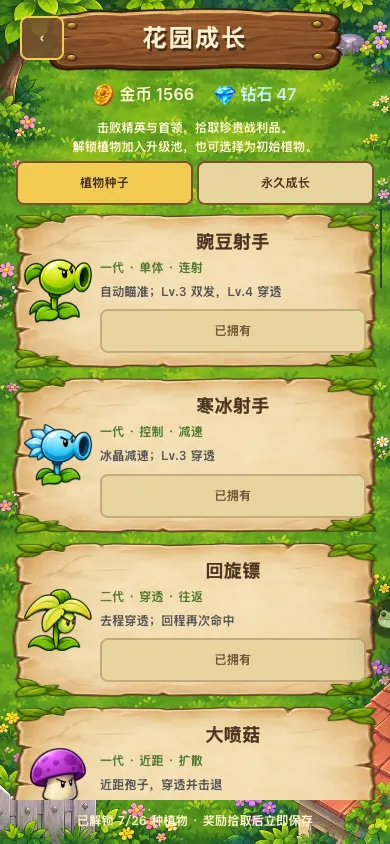 ‹
花园成长
金币 1566 钻石 47
击败精英与首领，拾取珍贵战利品。
解锁植物加入升级池，也可选择为初始植物。
植物种子
永久成长
豌豆射手
一代 · 单体 · 连射
自动瞄准；Lv.3 双发，Lv.4 穿透
已拥有
寒冰射手
一代 · 控制 · 减速
冰晶减速；Lv.3 穿透
已拥有
回旋镖
二代 · 穿透 · 往返
去程穿透；回程再次命中
已拥有
大喷菇
一代 · 近距 · 扩散
近距孢子，穿透并击退
已解锁 7/26 种植物 · 奖励拾取后立即保存